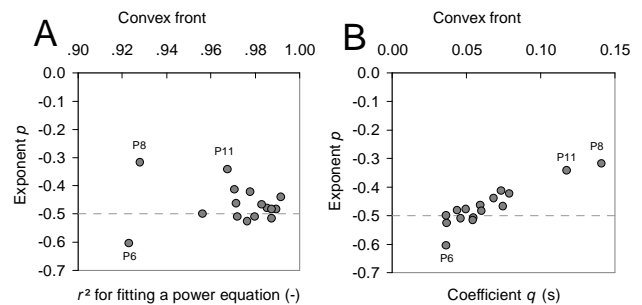 A
Convex front
.90 .92 .94 .96 .98 1.00
0.0
-0.1
-0.2
-0.3
-0.4
-0.5
-0.6
-0.7
Exponent p
P8
P11
P6
r² for fitting a power equation (-)
B
Convex front
0.00 0.05 0.10 0.15
0.0
-0.1
-0.2
-0.3
-0.4
-0.5
-0.6
-0.7
Exponent p
P8
P11
P6
Coefficient q (s)